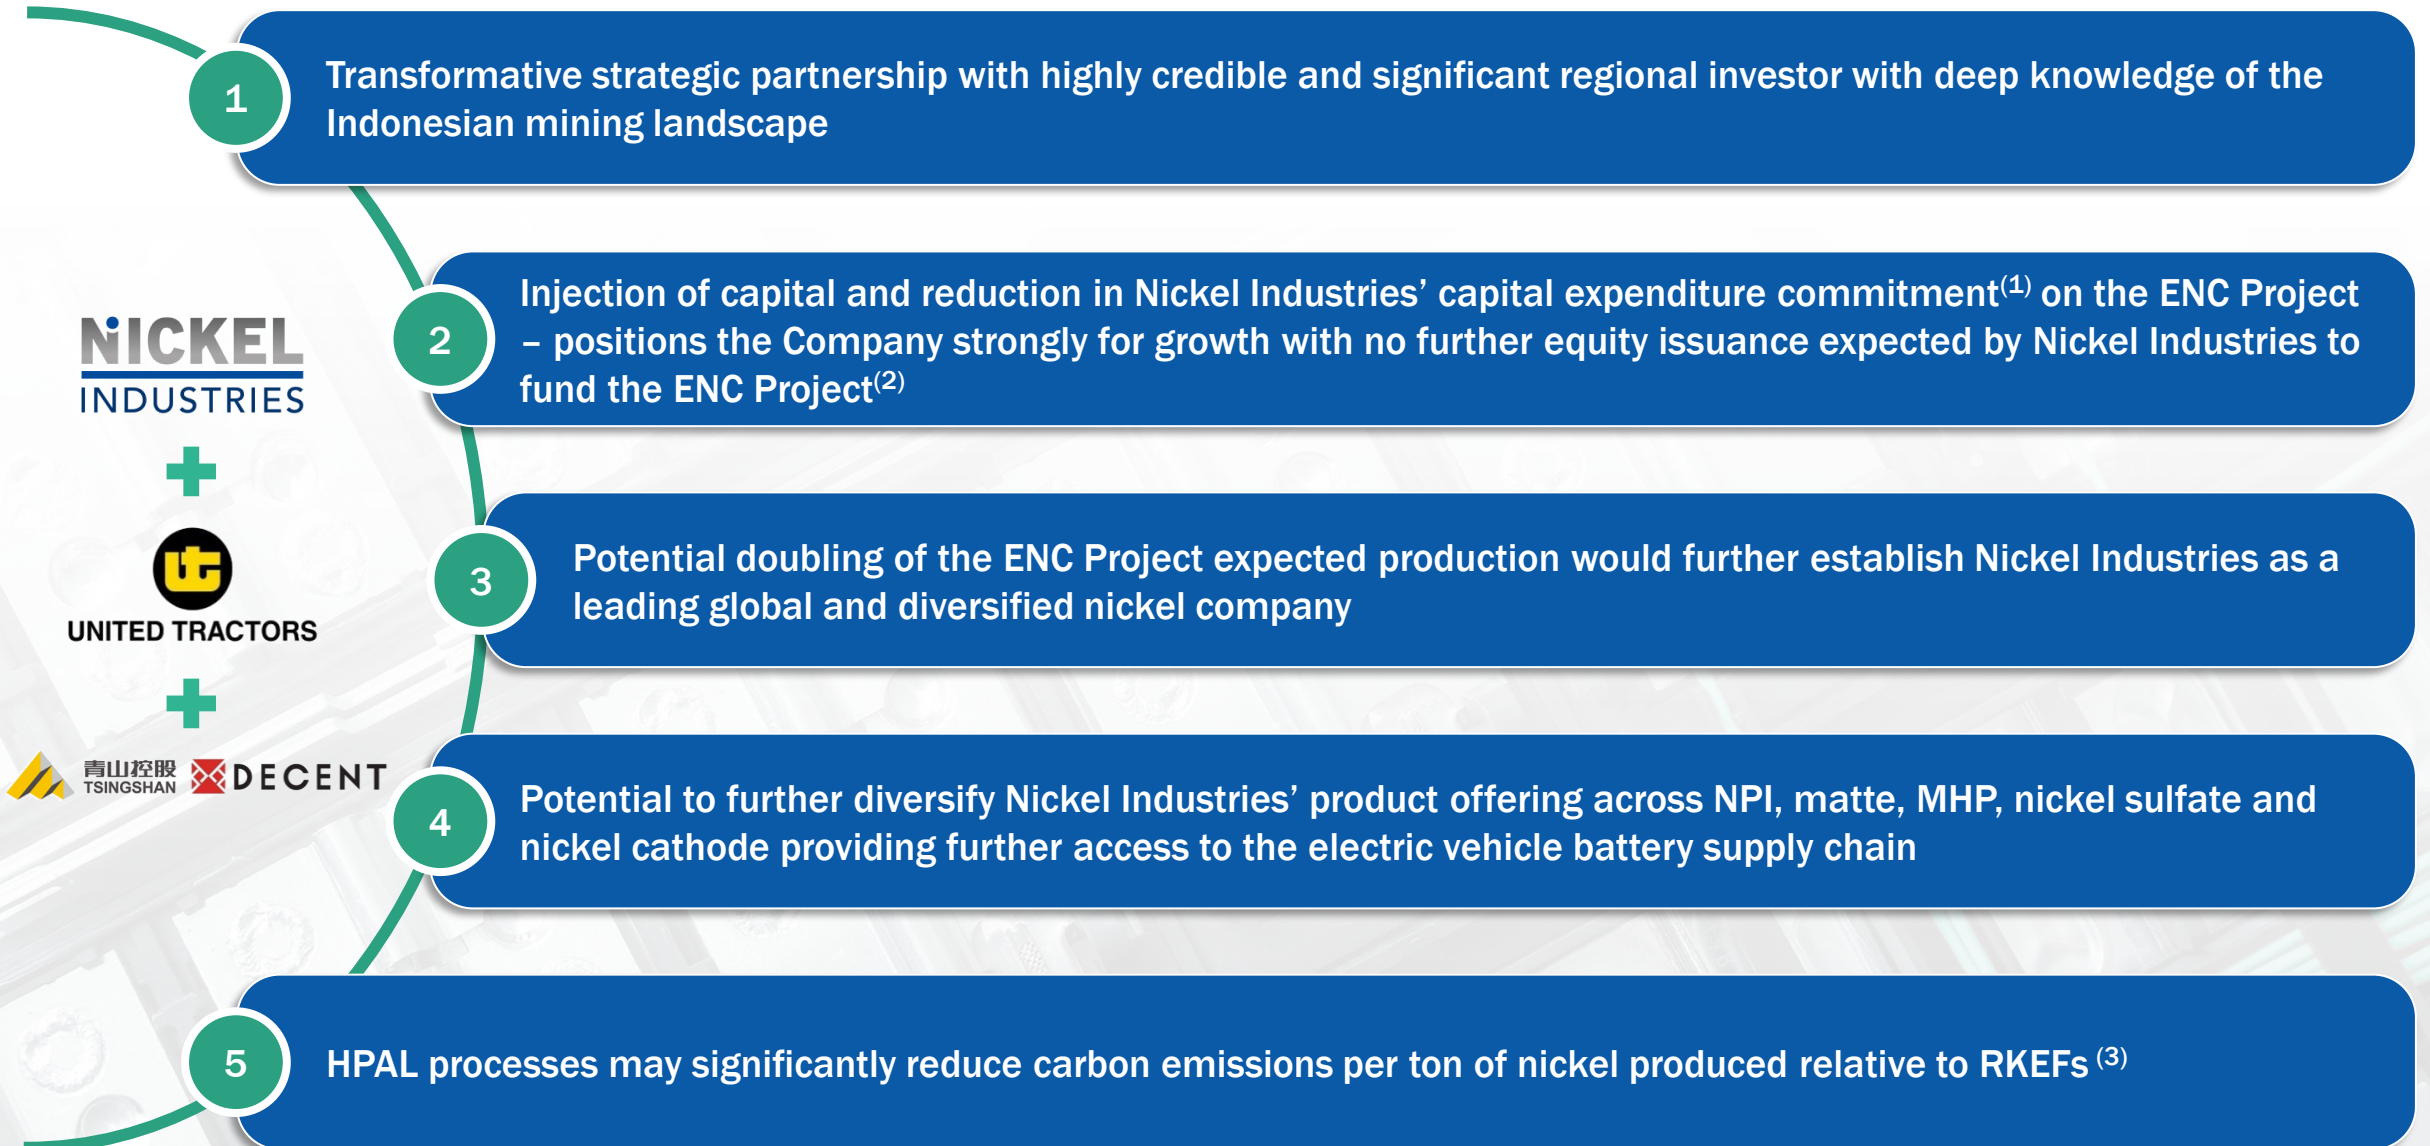 1
Transformative strategic partnership with highly credible and significant regional investor with deep knowledge of the
Indonesian mining landscape
2
Injection of capital and reduction in Nickel Industries’ capital expenditure commitment(1) on the ENC Project
– positions the Company strongly for growth with no further equity issuance expected by Nickel Industries to
fund the ENC Project(2)
NICKEL
INDUSTRIES
ut
UNITED TRACTORS
青山控股
TSINGSHAN
DECENT
3
Potential doubling of the ENC Project expected production would further establish Nickel Industries as a
leading global and diversified nickel company
4
Potential to further diversify Nickel Industries’ product offering across NPI, matte, MHP, nickel sulfate and
nickel cathode providing further access to the electric vehicle battery supply chain
5
HPAL processes may significantly reduce carbon emissions per ton of nickel produced relative to RKEFs (3)